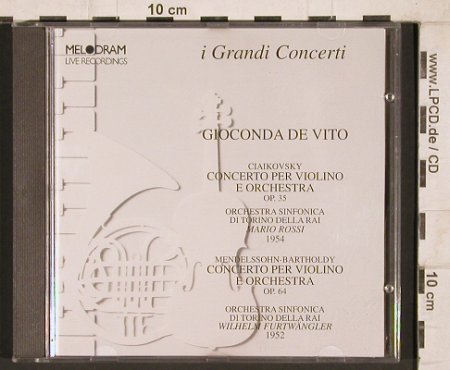 10 cm
MELODRAM
LIVE RECORDINGS
i Grandi Concerti
GIOCONDA DE VITO
CIAIKOVSKY
CONCERTO PER VIOLINO
E ORCHESTRA
OP. 35
ORCHESTRA SINFONICA
DI TORINO DELLA RAI
MARIO ROSSI
1954
MENDELSSOHN-BARTHOLDY
CONCERTO PER VIOLINO
E ORCHESTRA
OP. 64
ORCHESTRA SINFONICA
DI TORINO DELLA RAI
WILHELM FURTWÄNGLER
1952
www.LPCD.de / CD
10 cm